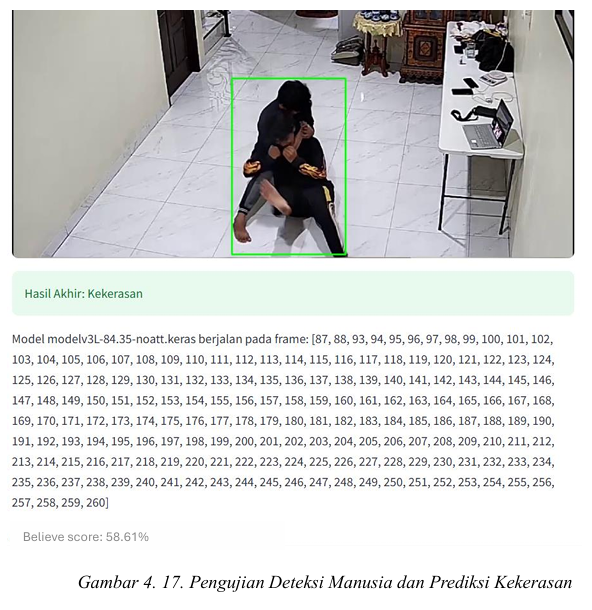 Hasil Akhir: Kekerasan
Model modelv3L-84.35-noatt.keras berjalan pada frame: [87, 88, 93, 94, 95, 96, 97, 98, 99, 100, 101, 102,
103, 104, 105, 106, 107, 108, 109, 110, 111, 112, 113, 114, 115, 116, 117, 118, 119, 120, 121, 122, 123, 124,
125, 126, 127, 128, 129, 130, 131, 132, 133, 134, 135, 136, 137, 138, 139, 140, 141, 142, 143, 144, 145, 146,
147, 148, 149, 150, 151, 152, 153, 154, 155, 156, 157, 158, 159, 160, 161, 162, 163, 164, 165, 166, 167, 168,
169, 170, 171, 172, 173, 174, 175, 176, 177, 178, 179, 180, 181, 182, 183, 184, 185, 186, 187, 188, 189, 190,
191, 192, 193, 194, 195, 196, 197, 198, 199, 200, 201, 202, 203, 204, 205, 206, 207, 208, 209, 210, 211, 212,
213, 214, 215, 216, 217, 218, 219, 220, 221, 222, 223, 224, 225, 226, 227, 228, 229, 230, 231, 232, 233, 234,
235, 236, 237, 238, 239, 240, 241, 242, 243, 244, 245, 246, 247, 248, 249, 250, 251, 252, 253, 254, 255, 256,
257, 258, 259, 260]
Believe score: 58.61%
Gambar 4. 17. Pengujian Deteksi Manusia dan Prediksi Kekerasan